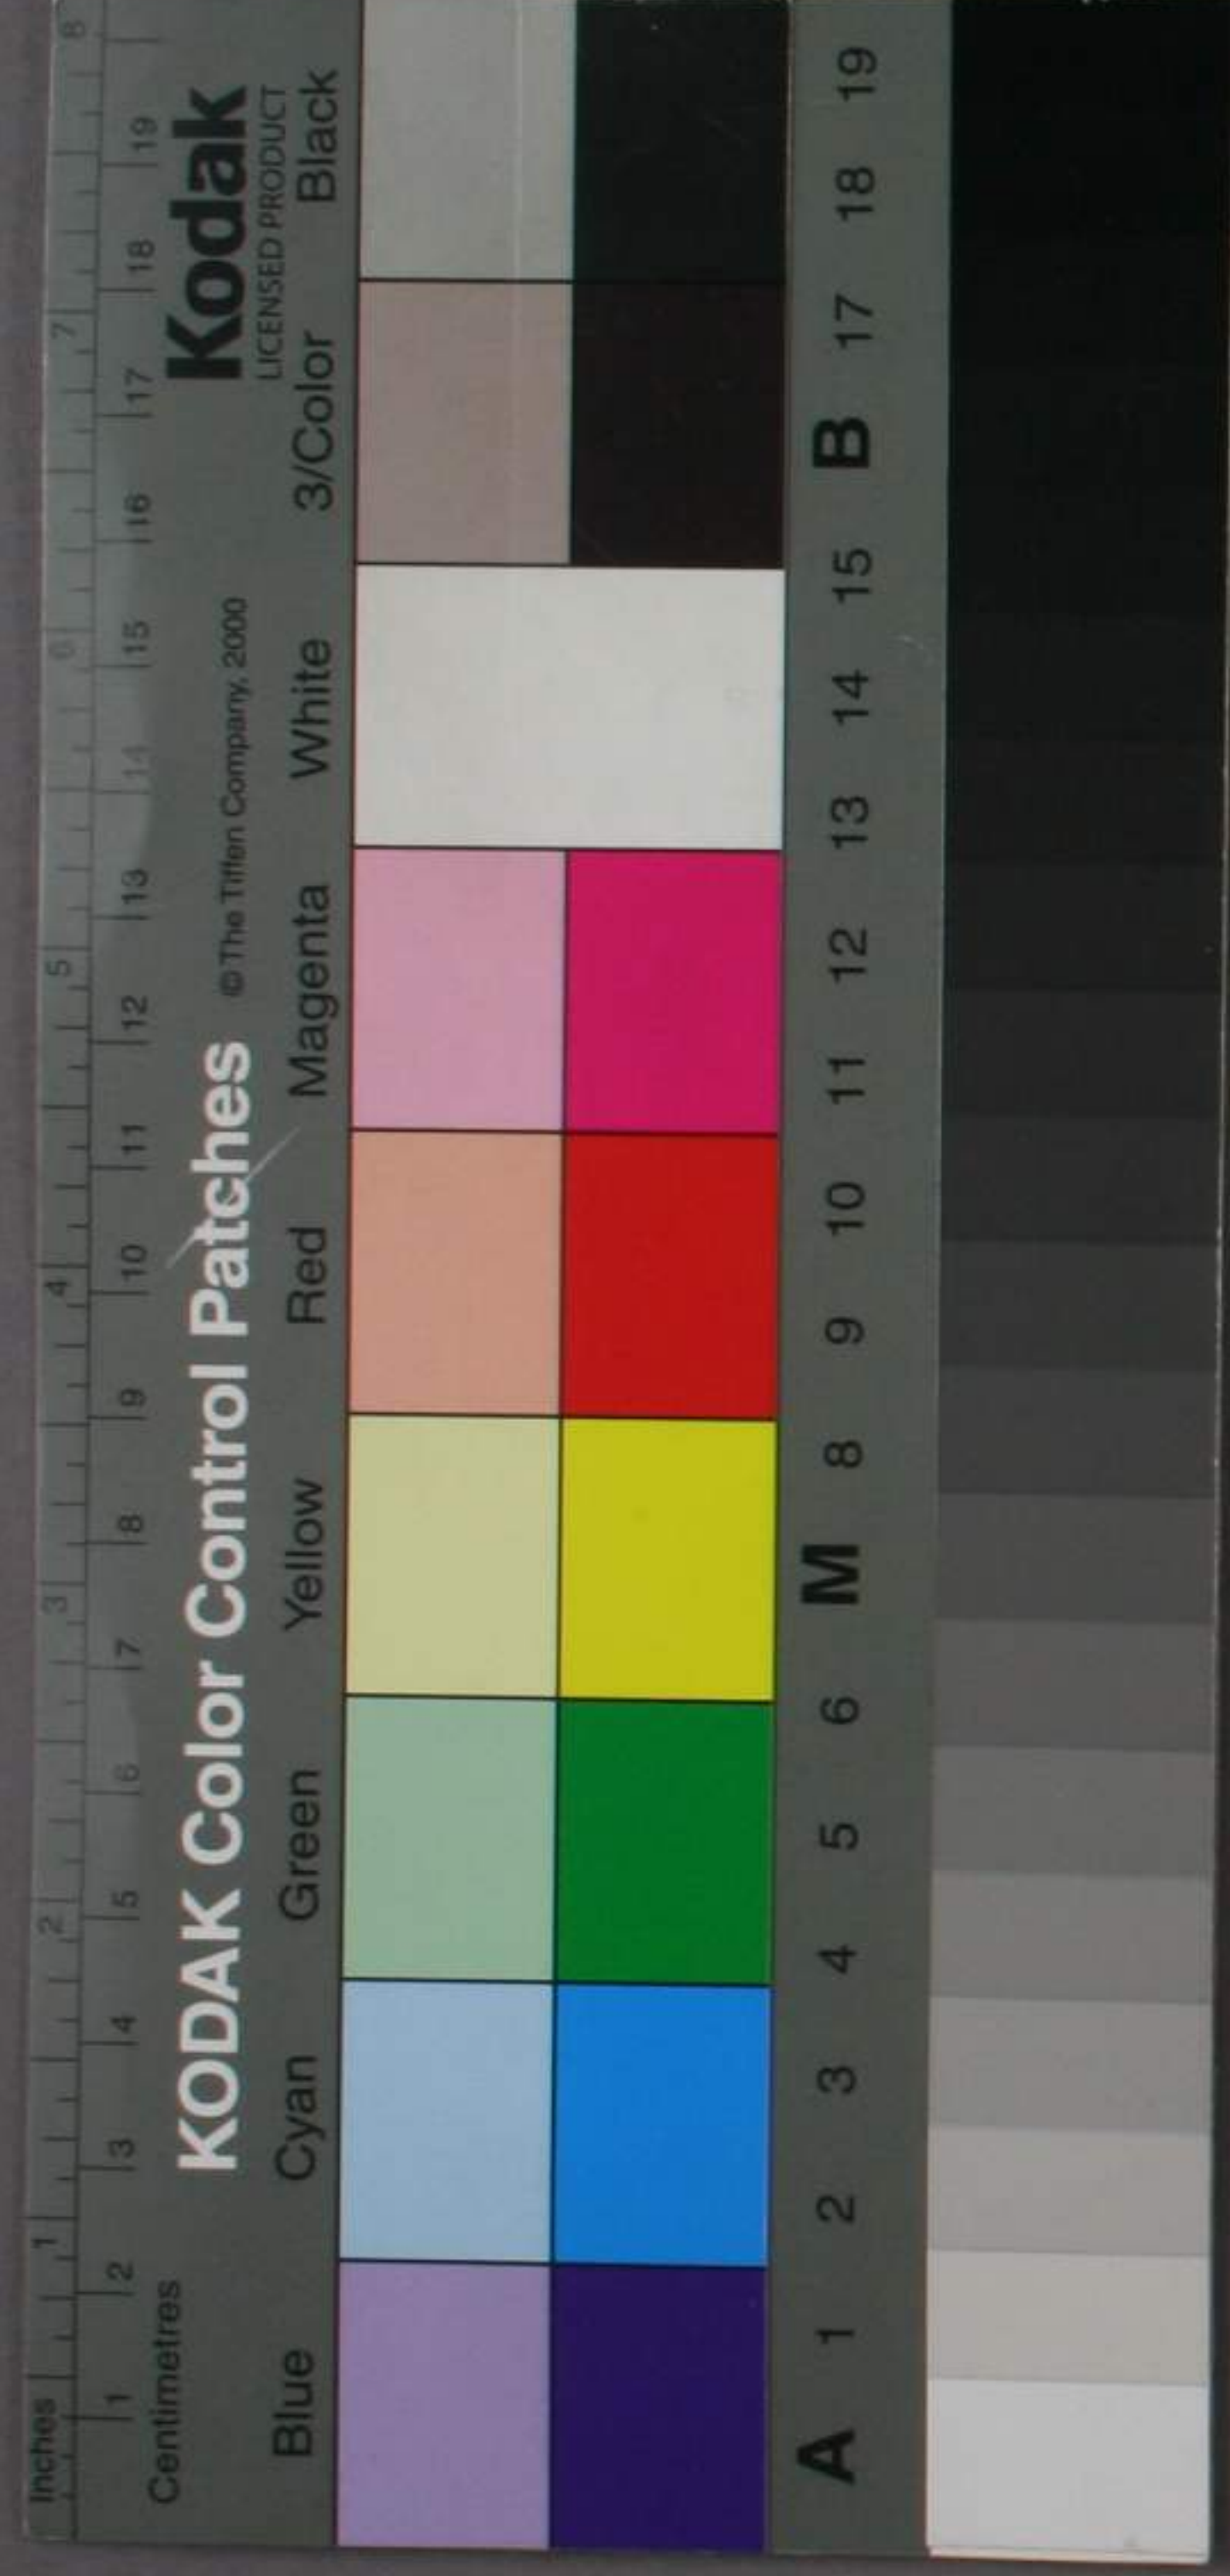 Inches 1 2 3 4 5 6 7 8
1 2 3 4 5 6 7 8 9 10 11 12 13 14 15 16 17 18 19
Centimetres
KODAK Color Control Patches © The Tiffen Company, 2000 Kodak
LICENSED PRODUCT
Blue Cyan Green Yellow Red Magenta White 3/Color Black
A 1 2 3 4 5 6 M 8 9 10 11 12 13 14 15 B 17 18 19